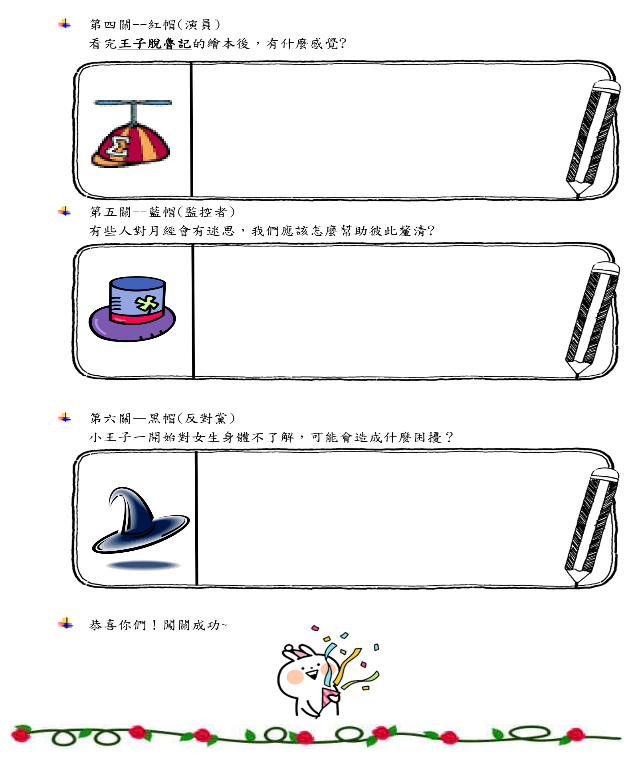 第四關--紅帽(演員)
看完王子脫魯記的繪本後，有什麼感覺?
第五關--藍帽(監控者)
有些人對月經會有迷思，我們應該怎麼幫助彼此釐清?
第六關—黑帽(反對黨)
小王子一開始對女生身體不了解，可能會造成什麼困擾？
恭喜你們！闖關成功~